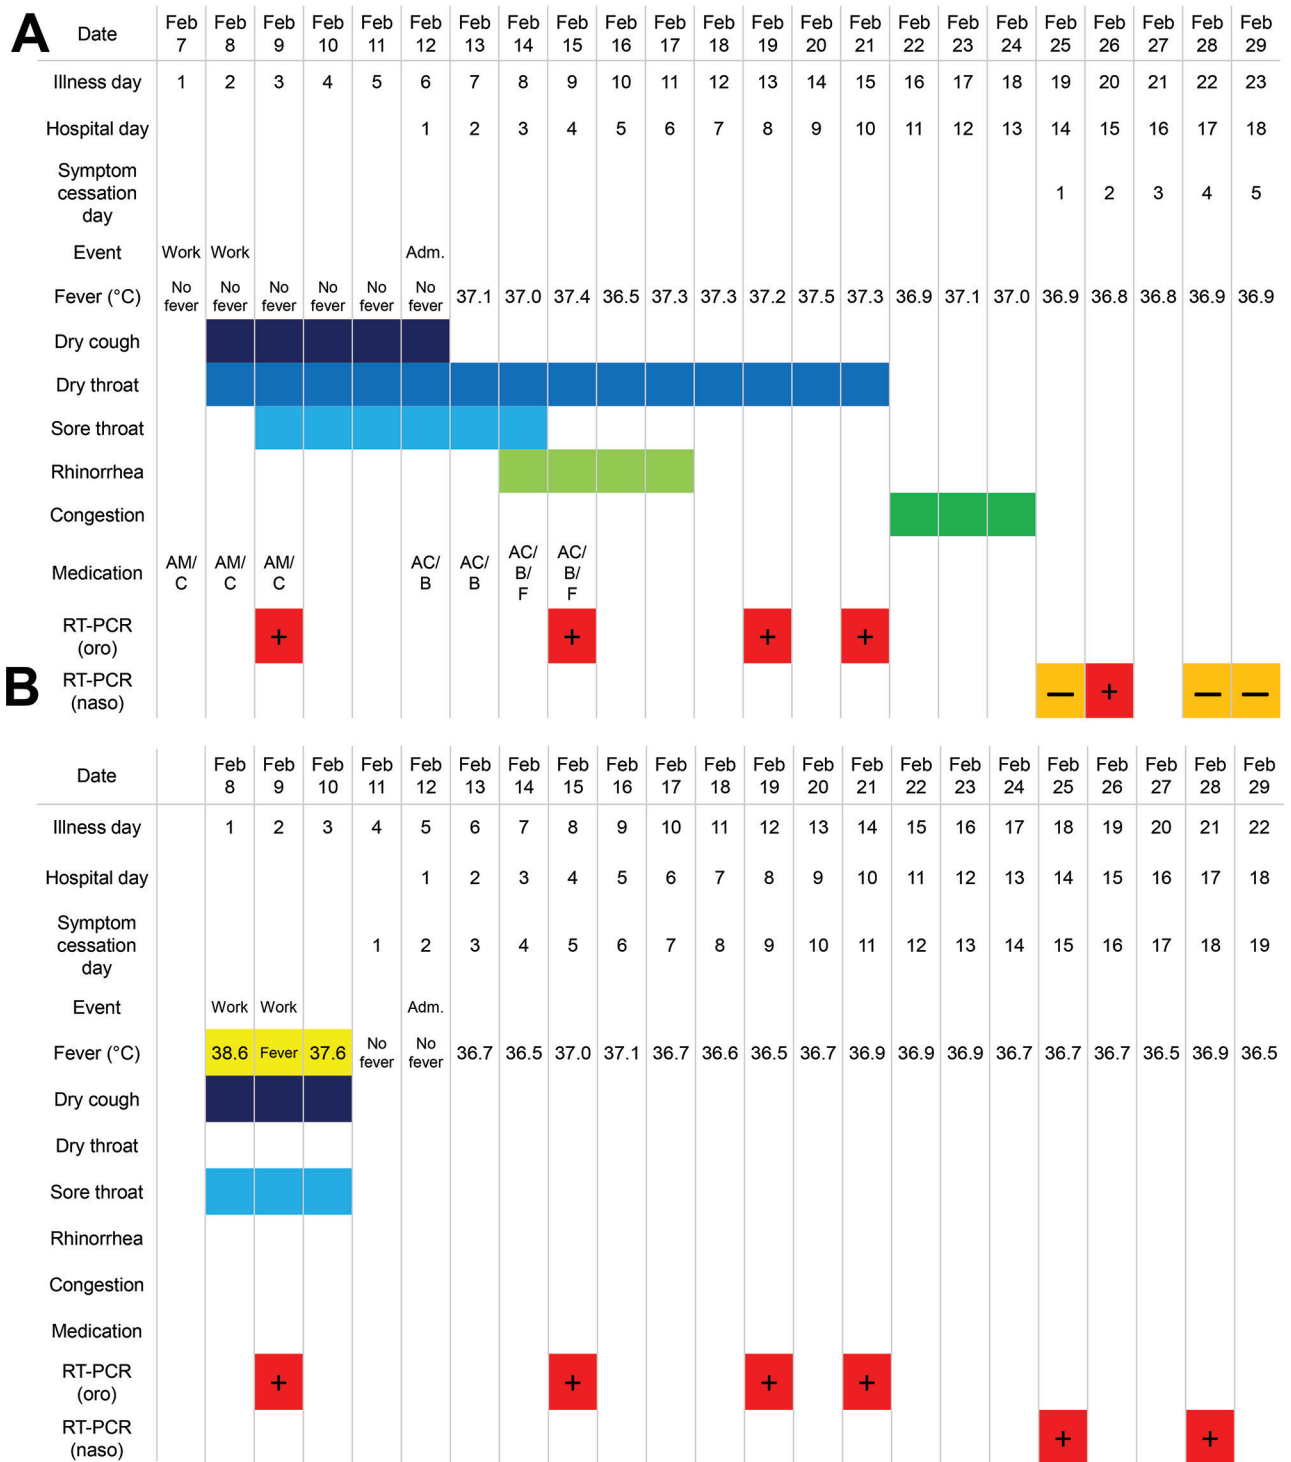 A
Date Feb 7 Feb 8 Feb 9 Feb 10 Feb 11 Feb 12 Feb 13 Feb 14 Feb 15 Feb 16 Feb 17 Feb 18 Feb 19 Feb 20 Feb 21 Feb 22 Feb 23 Feb 24 Feb 25 Feb 26 Feb 27 Feb 28 Feb 29
Illness day 1 2 3 4 5 6 7 8 9 10 11 12 13 14 15 16 17 18 19 20 21 22 23
Hospital day 1 2 3 4 5 6 7 8 9 10 11 12 13 14 15 16 17 18
Symptom cessation day 1 2 3 4 5
Event Work Work Adm.
Fever (°C) No fever No fever No fever No fever No fever No fever 37.1 37.0 37.4 36.5 37.3 37.3 37.2 37.5 37.3 36.9 37.1 37.0 36.9 36.8 36.8 36.9 36.9
Dry cough
Dry throat
Sore throat
Rhinorrhea
Congestion
Medication AM/C AM/C AM/C AC/B AC/B AC/B/F AC/B/F
RT-PCR (oro) + + + +
RT-PCR (naso) — + — —
B
Date Feb 8 Feb 9 Feb 10 Feb 11 Feb 12 Feb 13 Feb 14 Feb 15 Feb 16 Feb 17 Feb 18 Feb 19 Feb 20 Feb 21 Feb 22 Feb 23 Feb 24 Feb 25 Feb 26 Feb 27 Feb 28 Feb 29
Illness day 1 2 3 4 5 6 7 8 9 10 11 12 13 14 15 16 17 18 19 20 21 22
Hospital day 1 2 3 4 5 6 7 8 9 10 11 12 13 14 15 16 17 18
Symptom cessation day 1 2 3 4 5 6 7 8 9 10 11 12 13 14 15 16 17 18 19
Event Work Work Adm.
Fever (°C) 38.6 Fever 37.6 No fever No fever 36.7 36.5 37.0 37.1 36.7 36.6 36.5 36.7 36.9 36.9 36.9 36.7 36.7 36.7 36.5 36.9 36.5
Dry cough
Dry throat
Sore throat
Rhinorrhea
Congestion
Medication
RT-PCR (oro) + + + +
RT-PCR (naso) + +